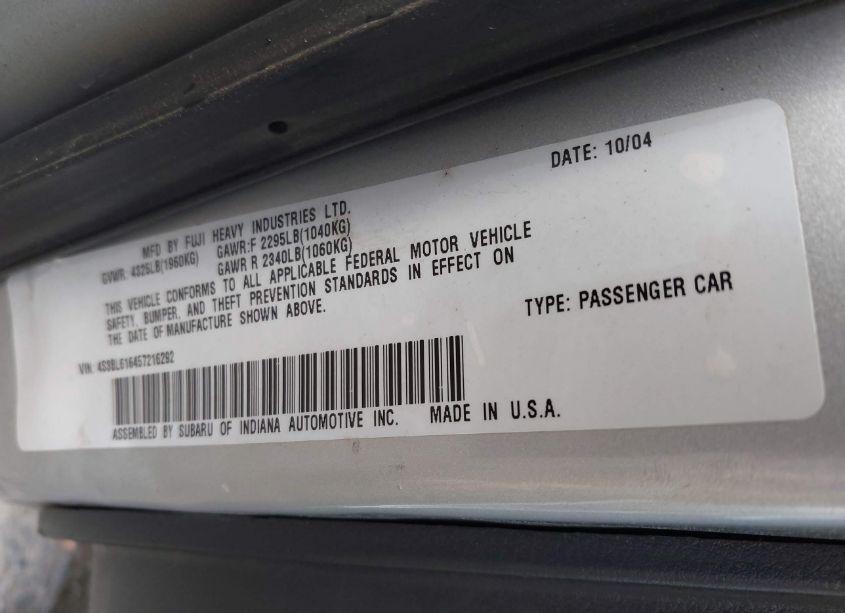 DATE: 10/04
MFD BY FUJI HEAVY INDUSTRIES LTD.
GVWR: 4325LB(1960KG) GAWR:F 2295LB(1040KG)
GAWR R 2340LB(1060KG)
THIS VEHICLE CONFORMS TO ALL APPLICABLE FEDERAL MOTOR VEHICLE
SAFETY, BUMPER, AND THEFT PREVENTION STANDARDS IN EFFECT ON
THE DATE OF MANUFACTURE SHOWN ABOVE.
TYPE: PASSENGER CAR
VIN: 4S3BL616457216292
ASSEMBLED BY SUBARU OF INDIANA AUTOMOTIVE INC. MADE IN U.S.A.